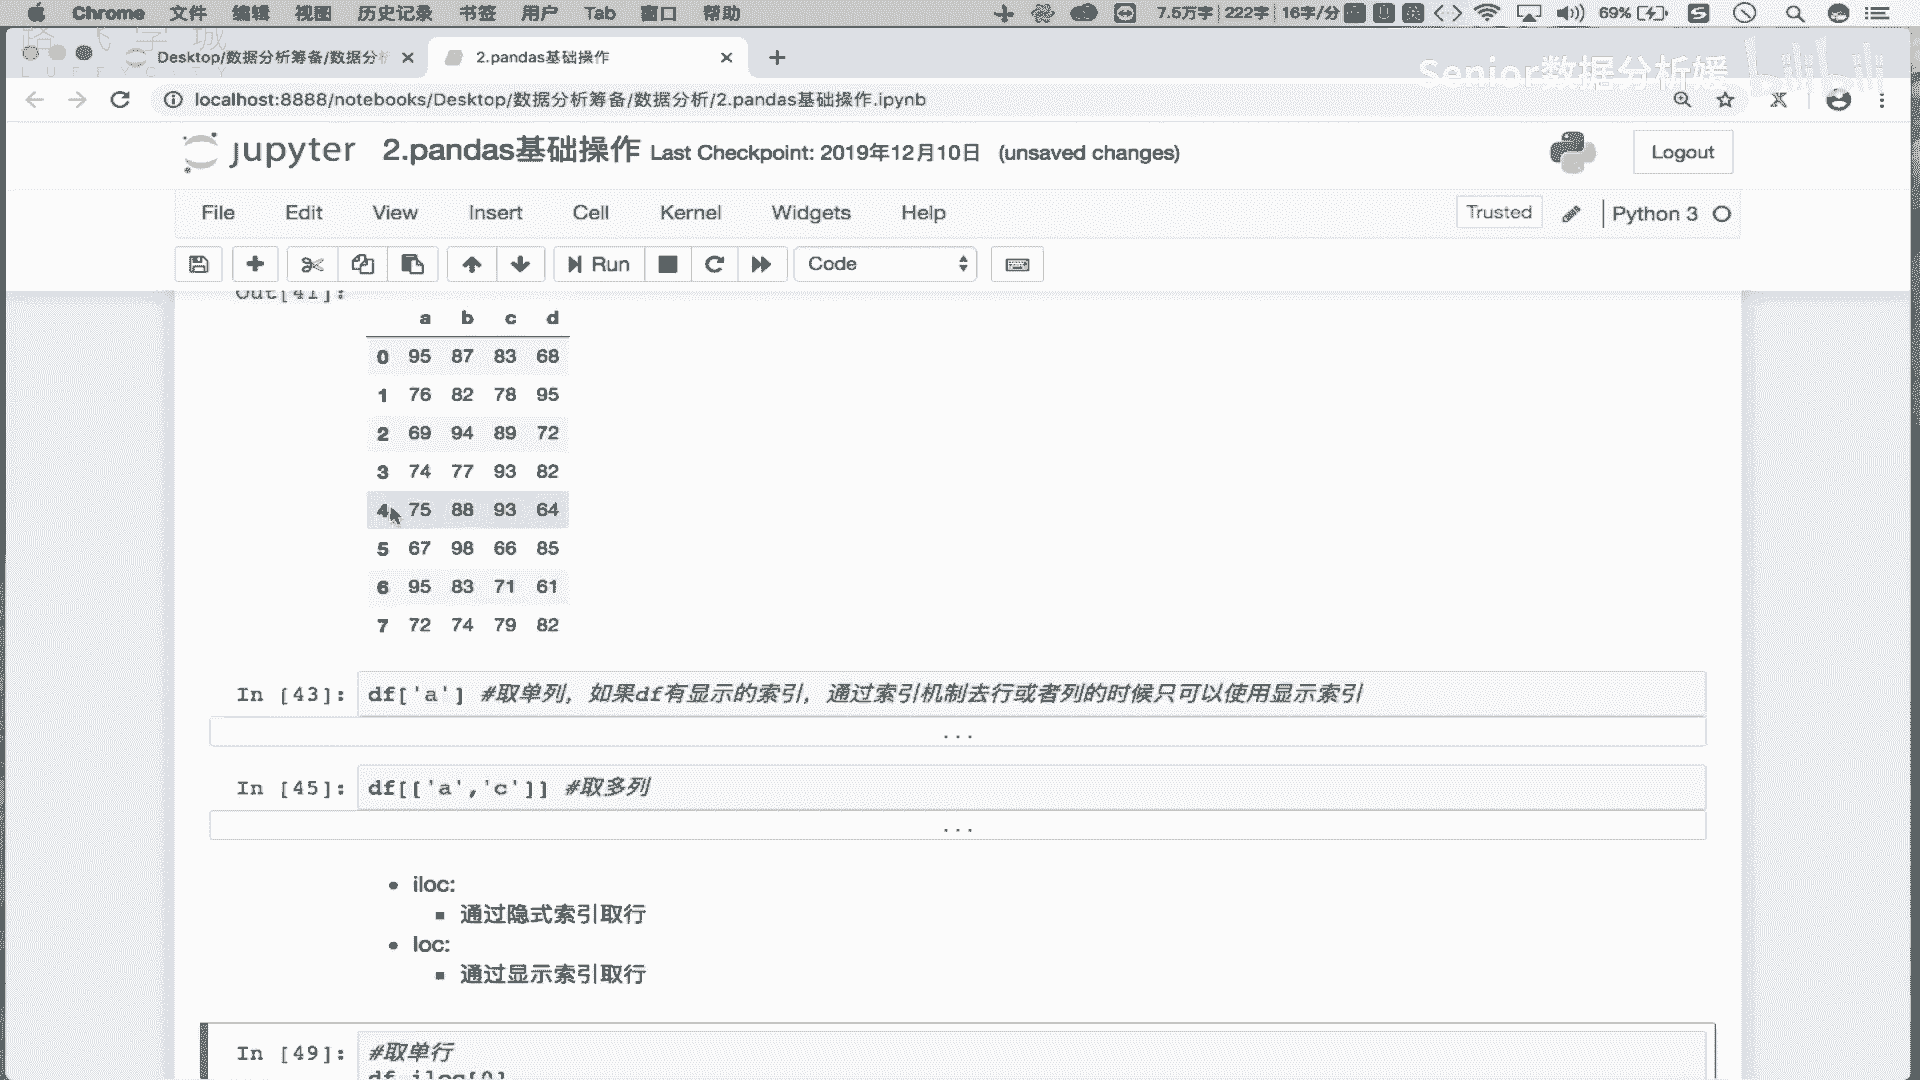 Chrome 文件 编辑 视图 历史记录 书签 用户 Tab 窗口 帮助 7.5万字 222字 16字/分 69%
Desktop/数据分析筹备/数据分析 2.pandas基础操作
Senior数据分析媛 bilibili
localhost:8888/notebooks/Desktop/数据分析筹备/数据分析/2.pandas基础操作.ipynb
jupyter 2.pandas基础操作 Last Checkpoint: 2019年12月10日 (unsaved changes) Logout
File Edit View Insert Cell Kernel Widgets Help Trusted Python 3
Run Code
Out[41]:
a b c d
0 95 87 83 68
1 76 82 78 95
2 69 94 89 72
3 74 77 93 82
4 75 88 93 64
5 67 98 66 85
6 95 83 71 61
7 72 74 79 82
In [43]: df['a'] #取单列，如果df有显示的索引，通过索引机制去行或者列的时候只可以使用显示索引
...
In [45]: df[['a','c']] #取多列
...
iloc:
通过隐式索引取行
loc:
通过显示索引取行
In [49]: #取单行
df.iloc[0]